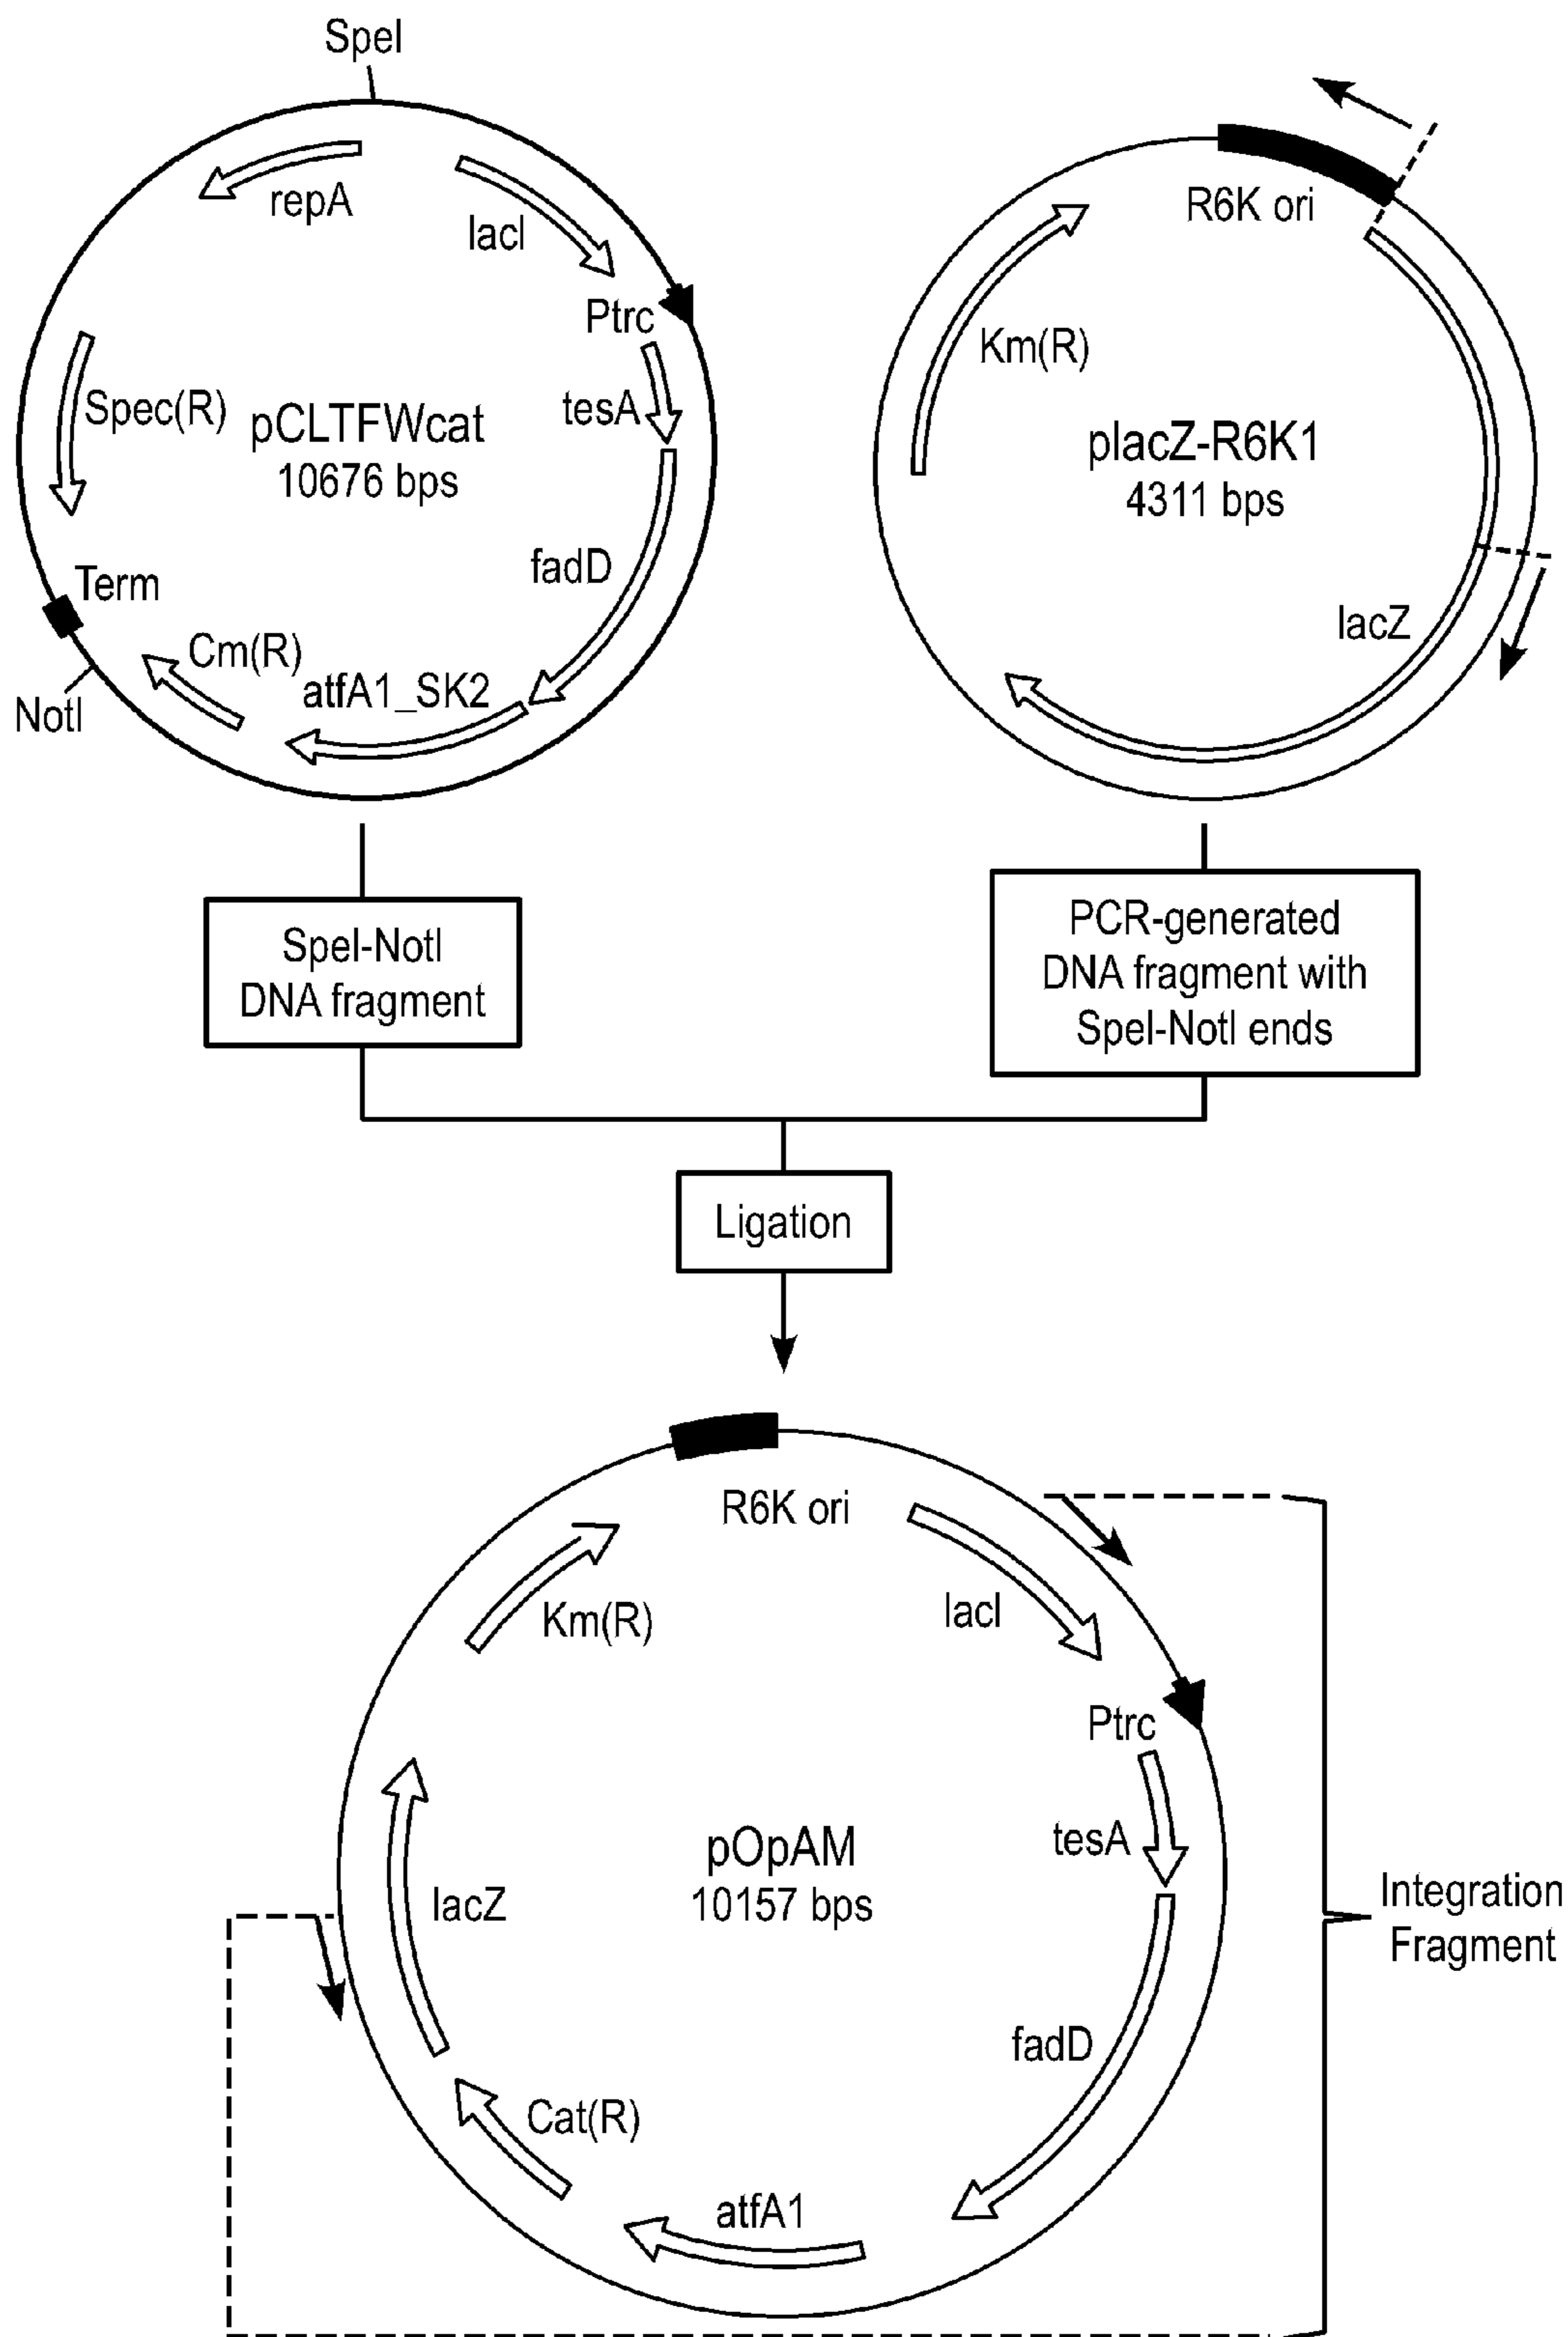 SpeI
repA
lacI
Ptrc
Spec(R)
pCLTFWcat
10676 bps
tesA
fadD
Term
Cm(R)
atfA1_SK2
NotI
R6K ori
Km(R)
placZ-R6K1
4311 bps
lacZ
SpeI-NotI
DNA fragment
PCR-generated
DNA fragment with
SpeI-NotI ends
Ligation
R6K ori
Km(R)
lacI
Ptrc
tesA
pOpAM
10157 bps
lacZ
Integration
Fragment
fadD
Cat(R)
atfA1